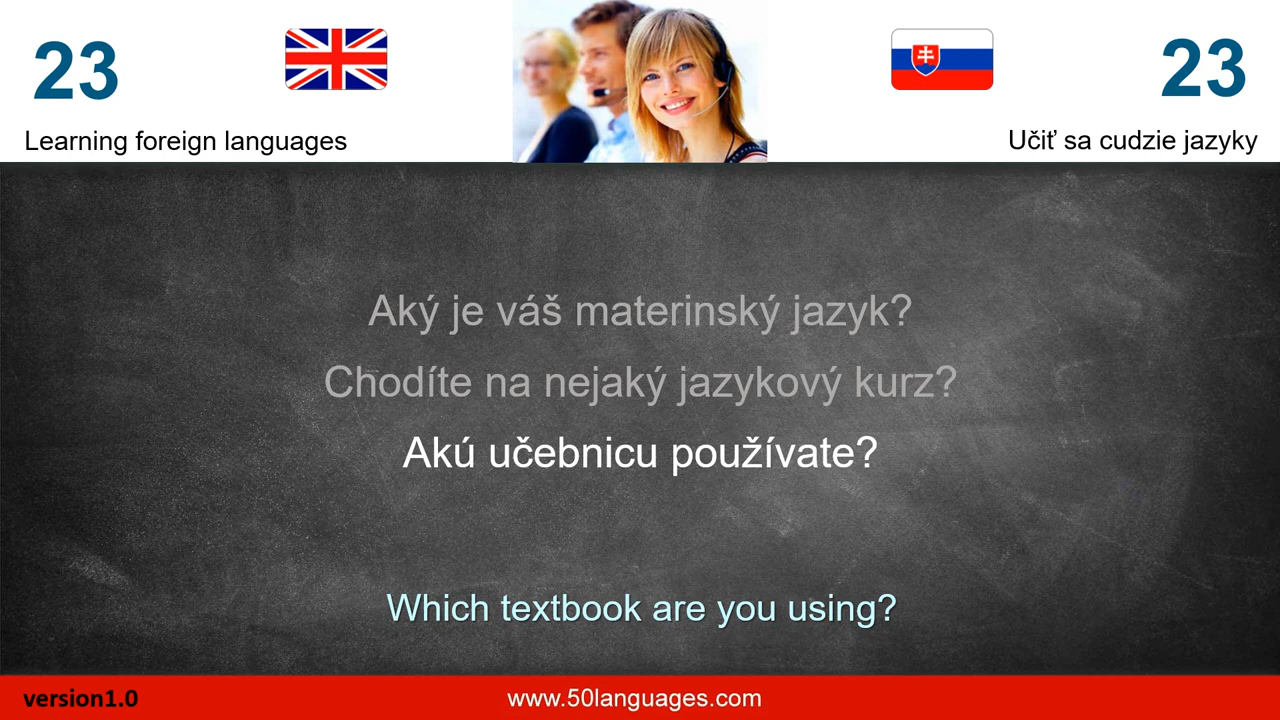 23
23
Learning foreign languages
Učiť sa cudzie jazyky
Aký je váš materinský jazyk?
Chodíte na nejaký jazykový kurz?
Akú učebnicu používate?
Which textbook are you using?
version1.0
www.50languages.com